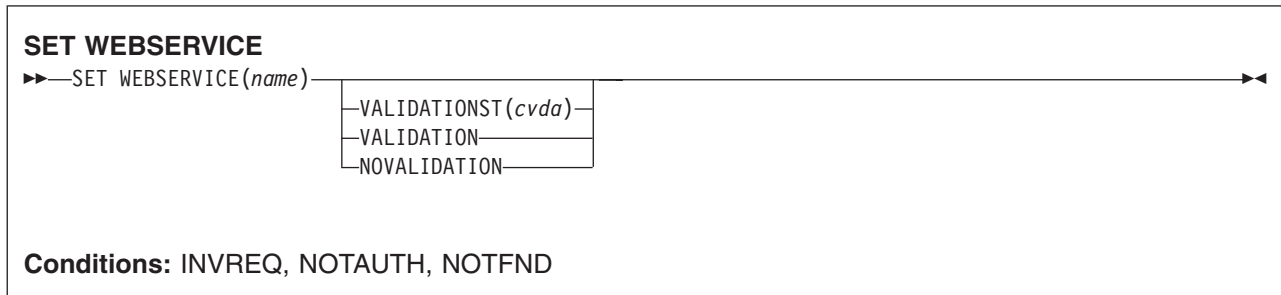 SET WEBSERVICE
SET WEBSERVICE(name)
VALIDATIONST(cvda)
VALIDATION
NOVALIDATION
Conditions: INVREQ, NOTAUTH, NOTFND